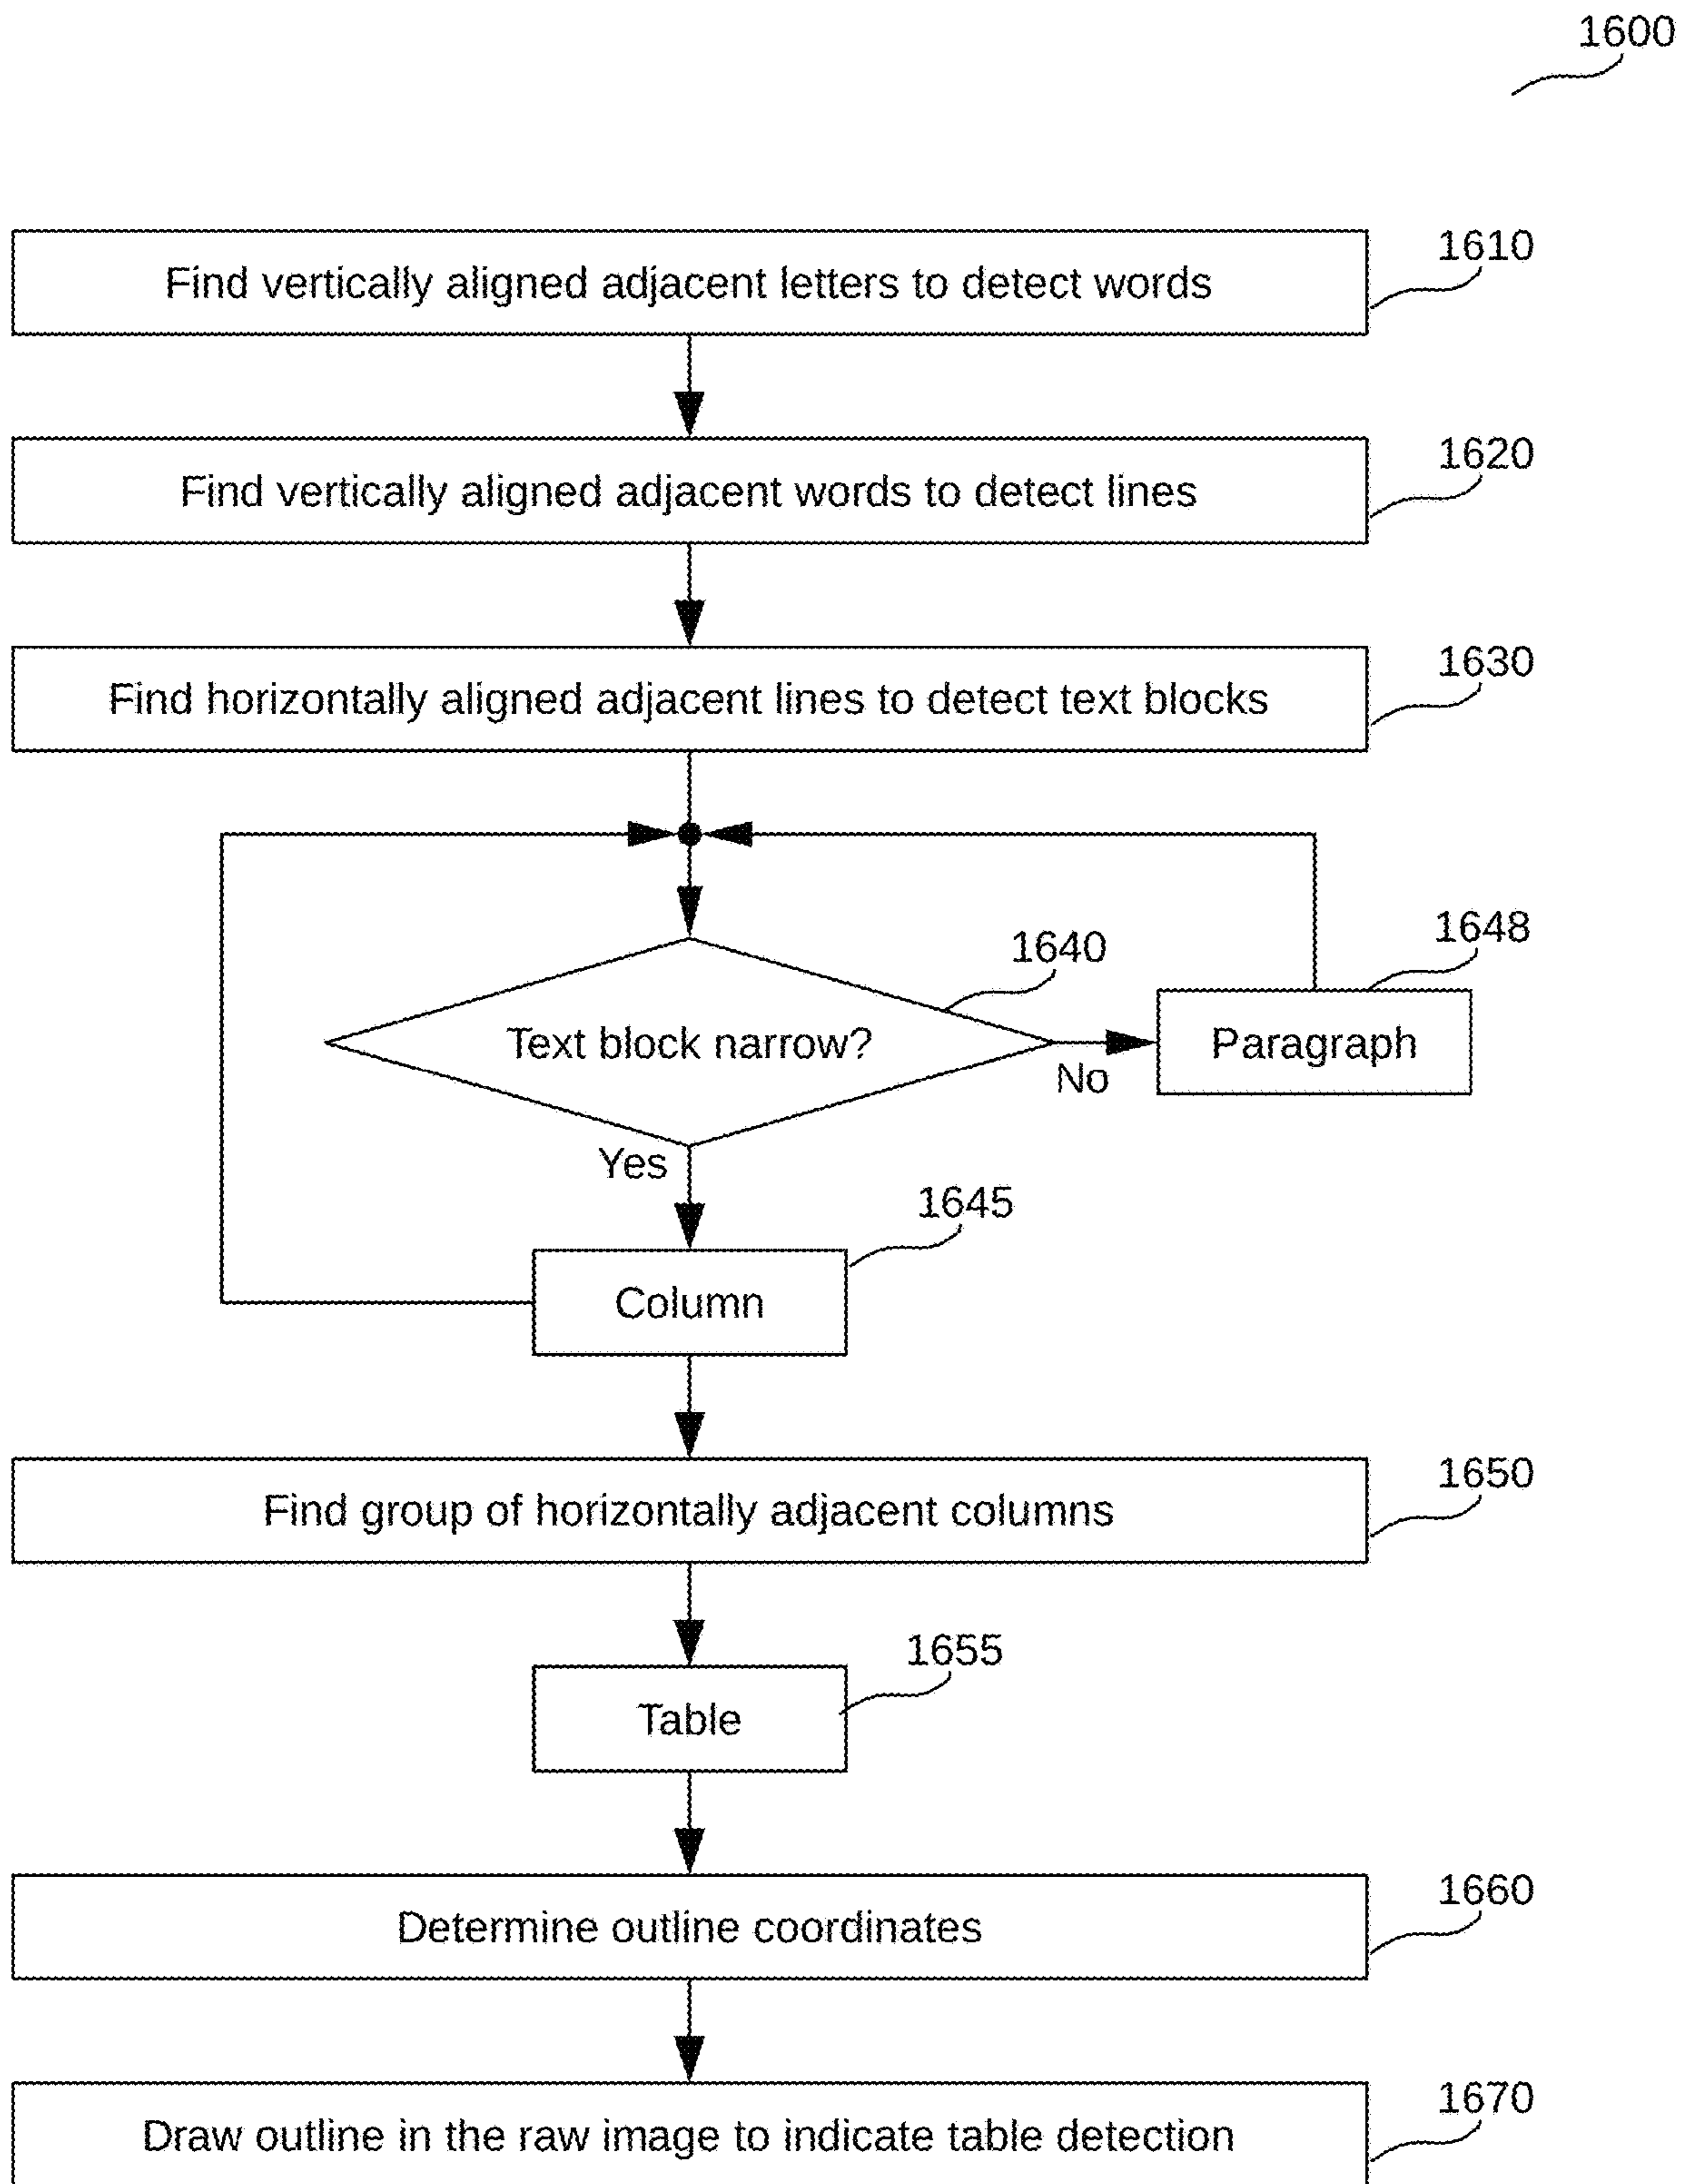 1600
Find vertically aligned adjacent letters to detect words
1610
Find vertically aligned adjacent words to detect lines
1620
Find horizontally aligned adjacent lines to detect text blocks
1630
1640
1648
Text block narrow?
No
Paragraph
Yes
1645
Column
Find group of horizontally adjacent columns
1650
1655
Table
Determine outline coordinates
1660
Draw outline in the raw image to indicate table detection
1670